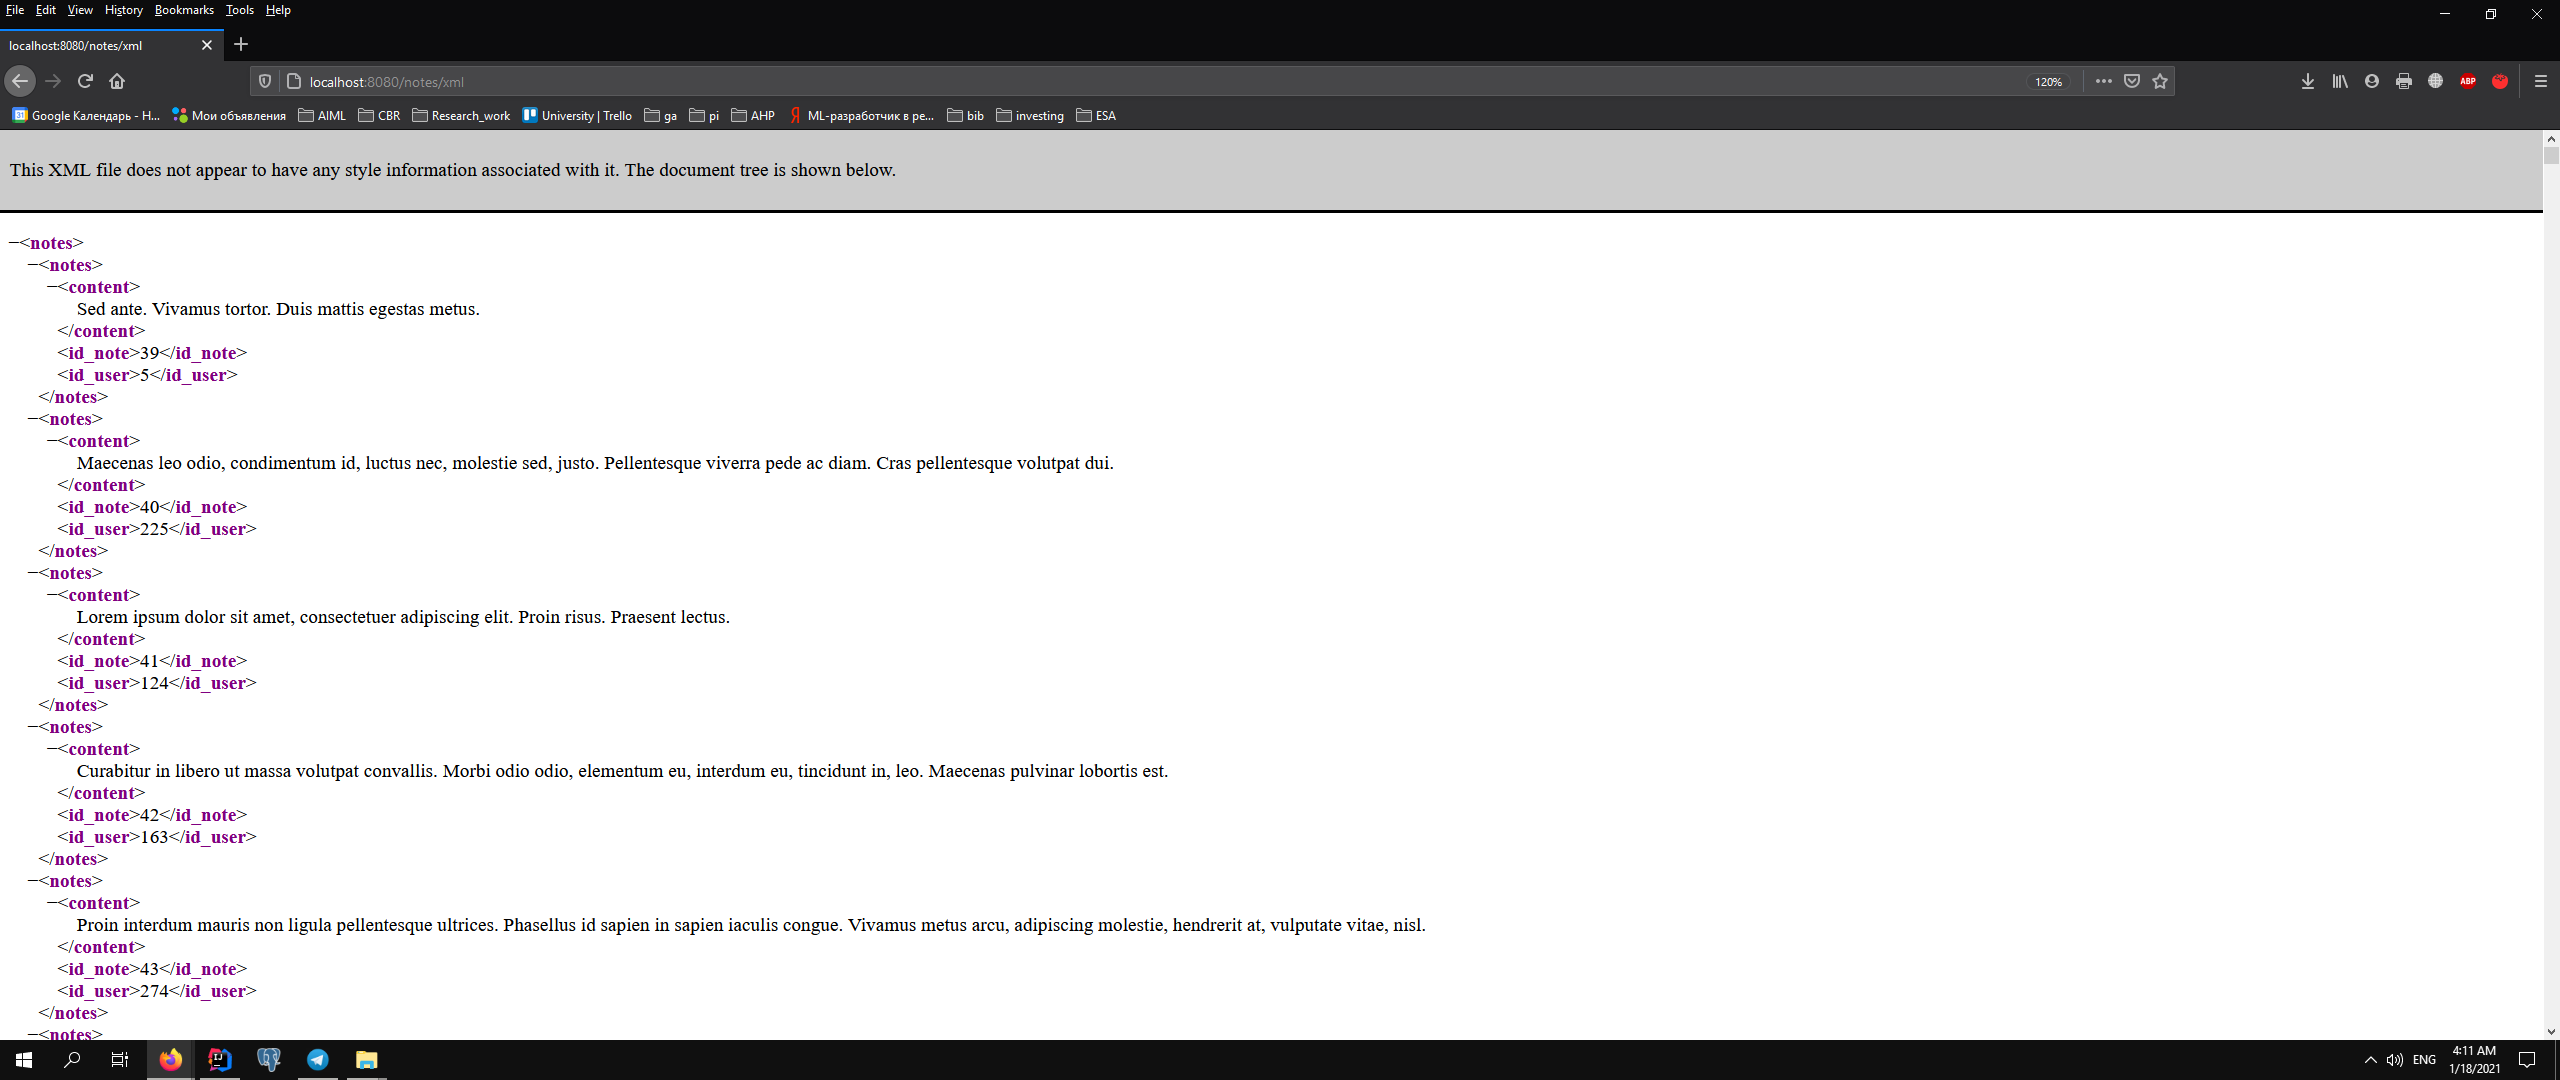 File Edit View History Bookmarks Tools Help
localhost:8080/notes/xml
localhost:8080/notes/xml 120%
Google Календарь - Н... Мои объявления AIML CBR Research_work University | Trello ga pi AHP ML-разработчик в ре... bib investing ESA
This XML file does not appear to have any style information associated with it. The document tree is shown below.
−<notes>
−<notes>
−<content>
Sed ante. Vivamus tortor. Duis mattis egestas metus.
</content>
<id_note>39</id_note>
<id_user>5</id_user>
</notes>
−<notes>
−<content>
Maecenas leo odio, condimentum id, luctus nec, molestie sed, justo. Pellentesque viverra pede ac diam. Cras pellentesque volutpat dui.
</content>
<id_note>40</id_note>
<id_user>225</id_user>
</notes>
−<notes>
−<content>
Lorem ipsum dolor sit amet, consectetuer adipiscing elit. Proin risus. Praesent lectus.
</content>
<id_note>41</id_note>
<id_user>124</id_user>
</notes>
−<notes>
−<content>
Curabitur in libero ut massa volutpat convallis. Morbi odio odio, elementum eu, interdum eu, tincidunt in, leo. Maecenas pulvinar lobortis est.
</content>
<id_note>42</id_note>
<id_user>163</id_user>
</notes>
−<notes>
−<content>
Proin interdum mauris non ligula pellentesque ultrices. Phasellus id sapien in sapien iaculis congue. Vivamus metus arcu, adipiscing molestie, hendrerit at, vulputate vitae, nisl.
</content>
<id_note>43</id_note>
<id_user>274</id_user>
</notes>
−<notes>
ENG
4:11 AM
1/18/2021